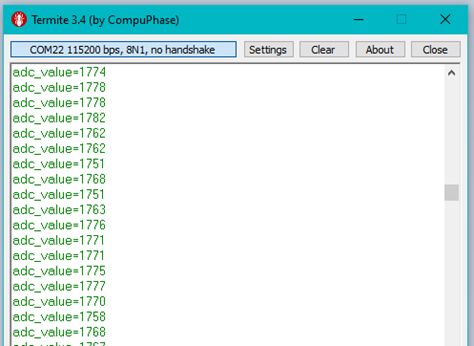 Termite 3.4 (by CompuPhase)
COM22 115200 bps, 8N1, no handshake Settings Clear About Close
adc_value=1774
adc_value=1778
adc_value=1778
adc_value=1782
adc_value=1762
adc_value=1762
adc_value=1751
adc_value=1768
adc_value=1751
adc_value=1763
adc_value=1776
adc_value=1771
adc_value=1771
adc_value=1775
adc_value=1777
adc_value=1770
adc_value=1758
adc_value=1768
adc_value=1767